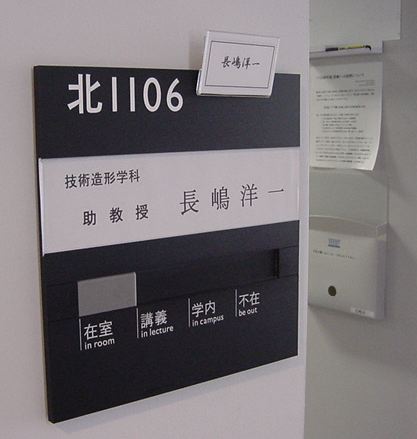 長嶋洋一
北1106
技術造形学科
助教授 長嶋洋一
在室 講義 学内 不在
in room in lecture in campus be out